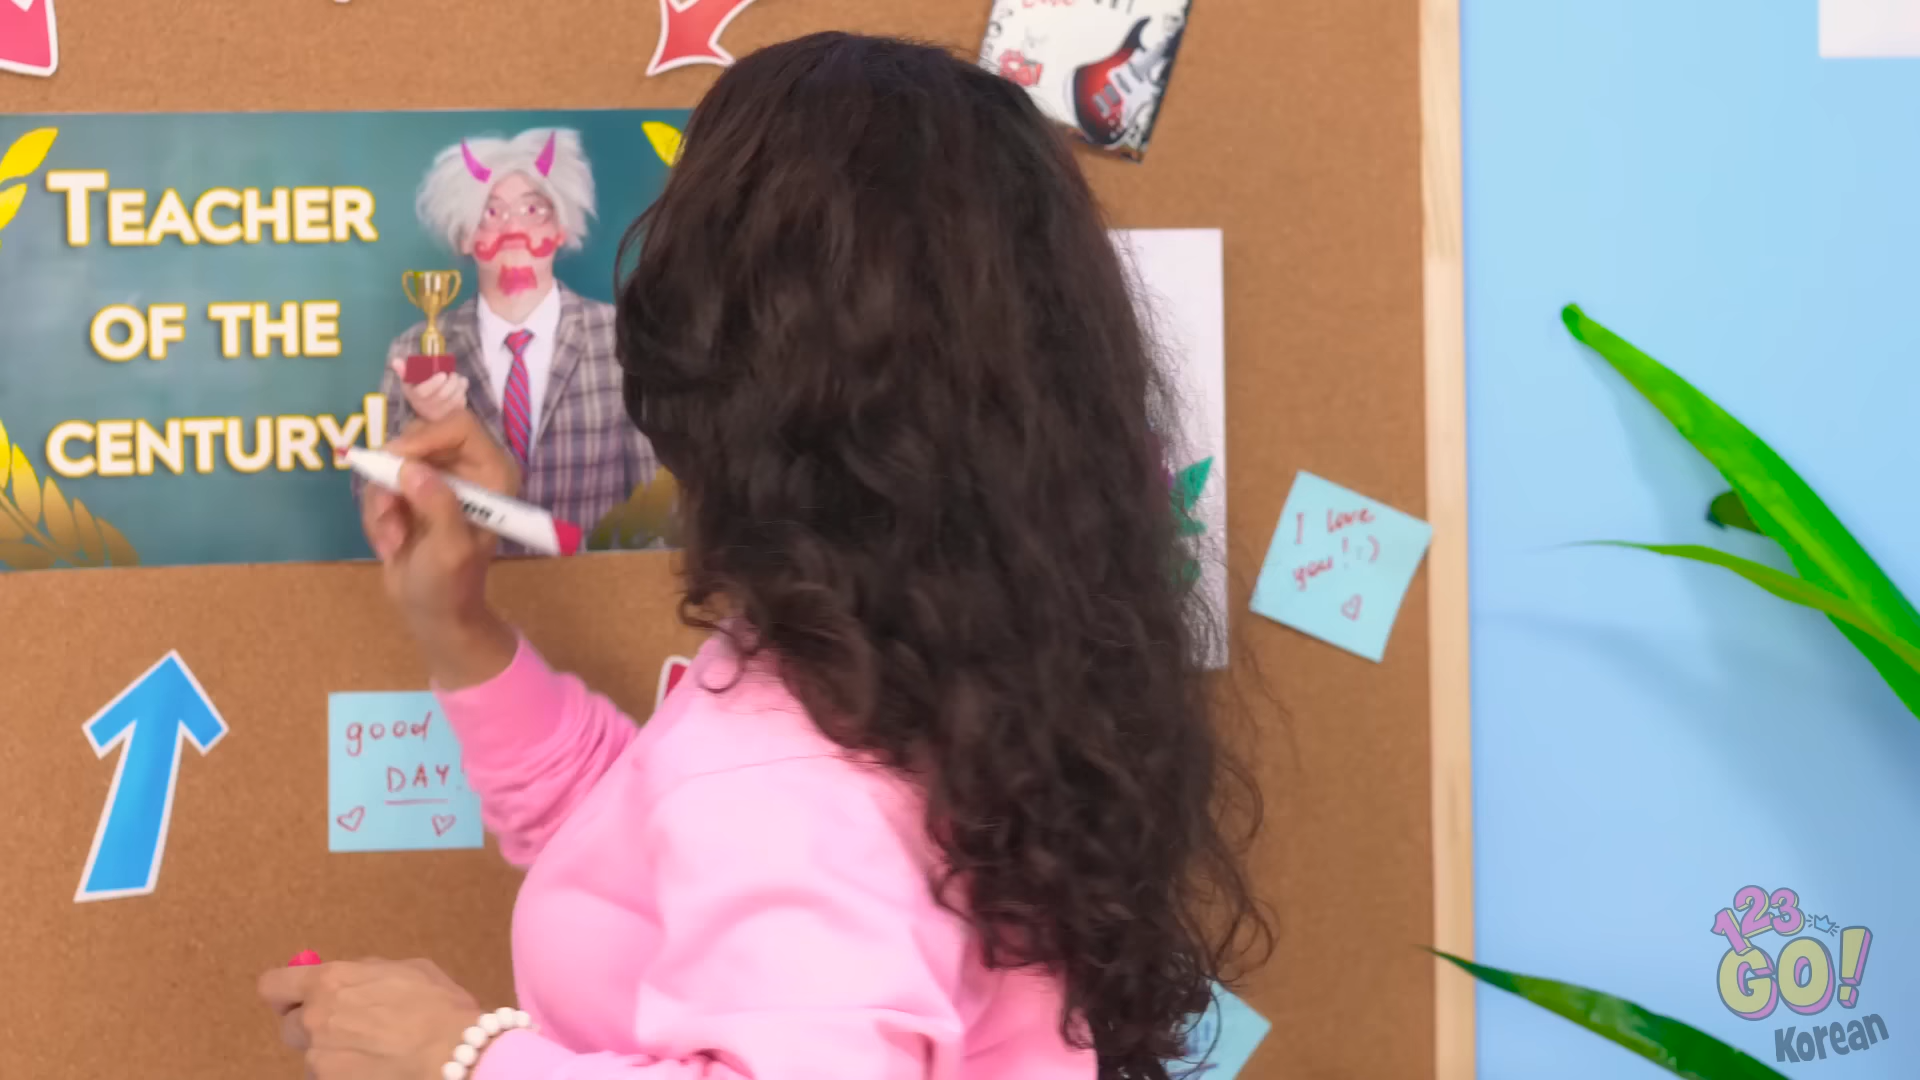 TEACHER
OF THE
CENTURY!
I love
you! :)
good
DAY!
123
GO!
Korean